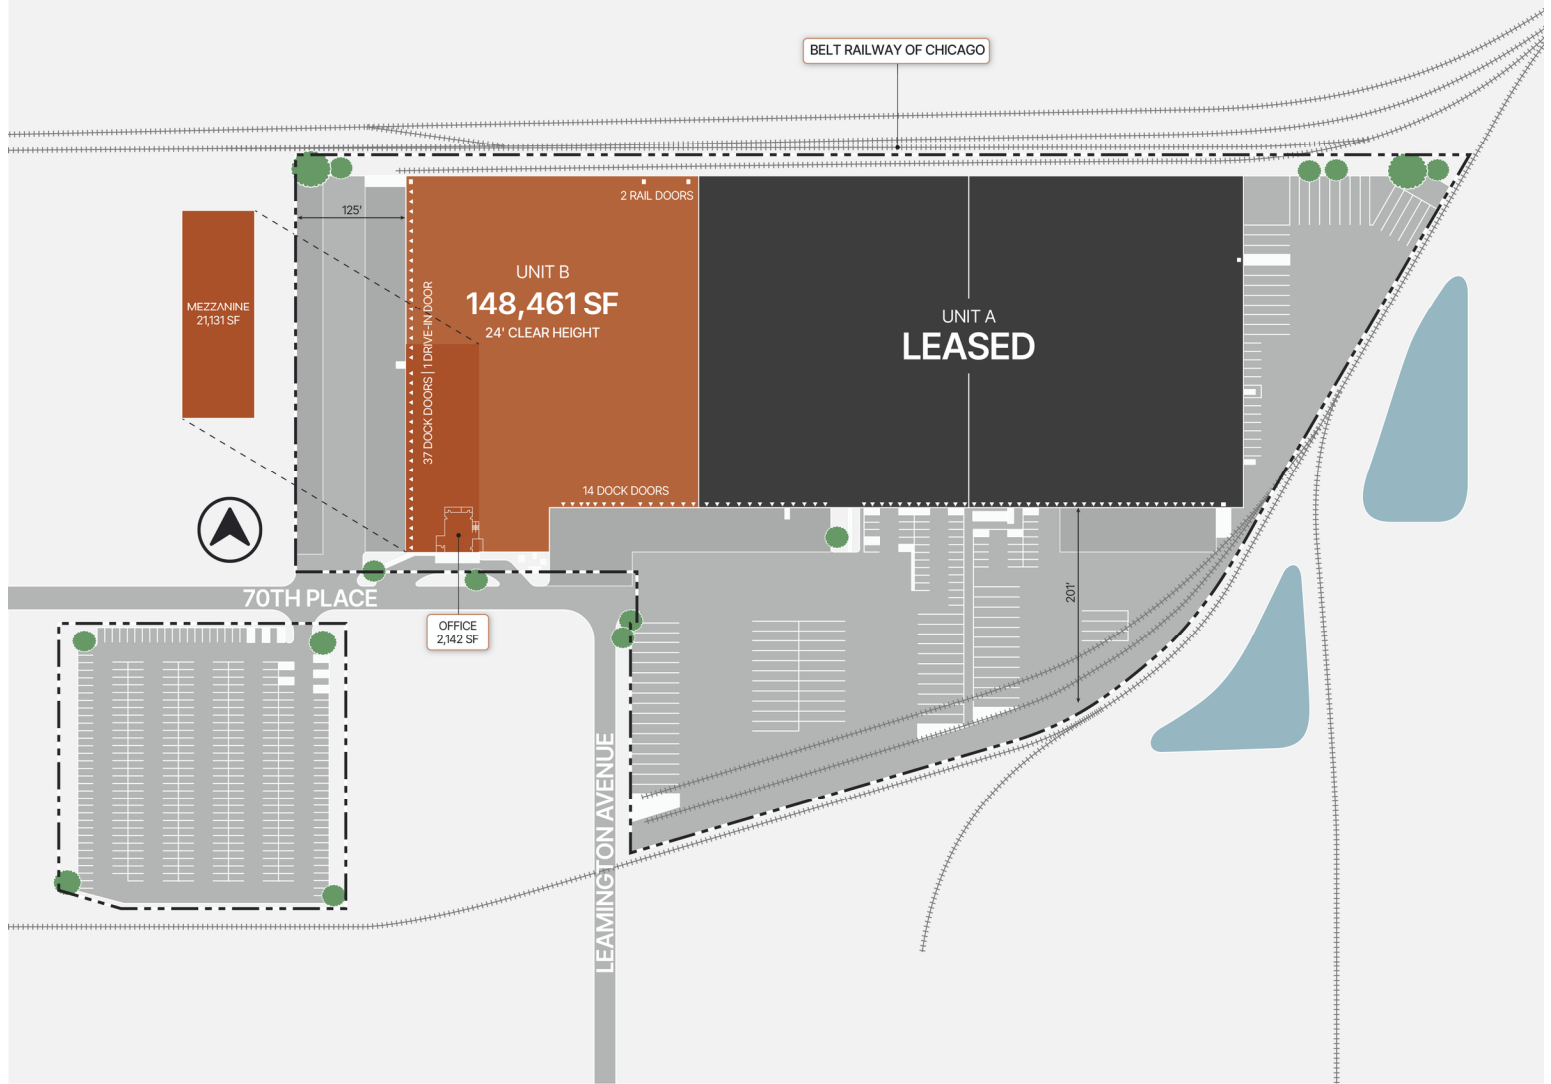 BELT RAILWAY OF CHICAGO
125'
2 RAIL DOORS
MEZZANINE
21,131 SF
UNIT B
148,461 SF
24' CLEAR HEIGHT
37 DOCK DOORS | 1 DRIVE-IN DOOR
UNIT A
LEASED
14 DOCK DOORS
70TH PLACE
OFFICE
2,142 SF
201'
LEAMINGTON AVENUE